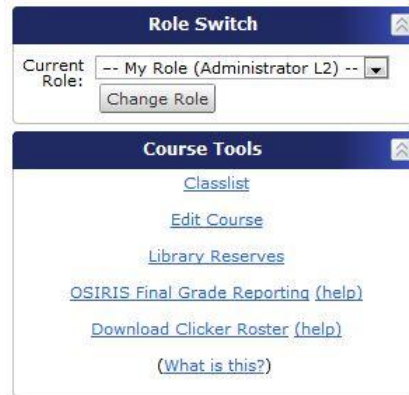 Role Switch
Current Role: -- My Role (Administrator L2) --
Change Role
Course Tools
Classlist
Edit Course
Library Reserves
OSIRIS Final Grade Reporting (help)
Download Clicker Roster (help)
(What is this?)